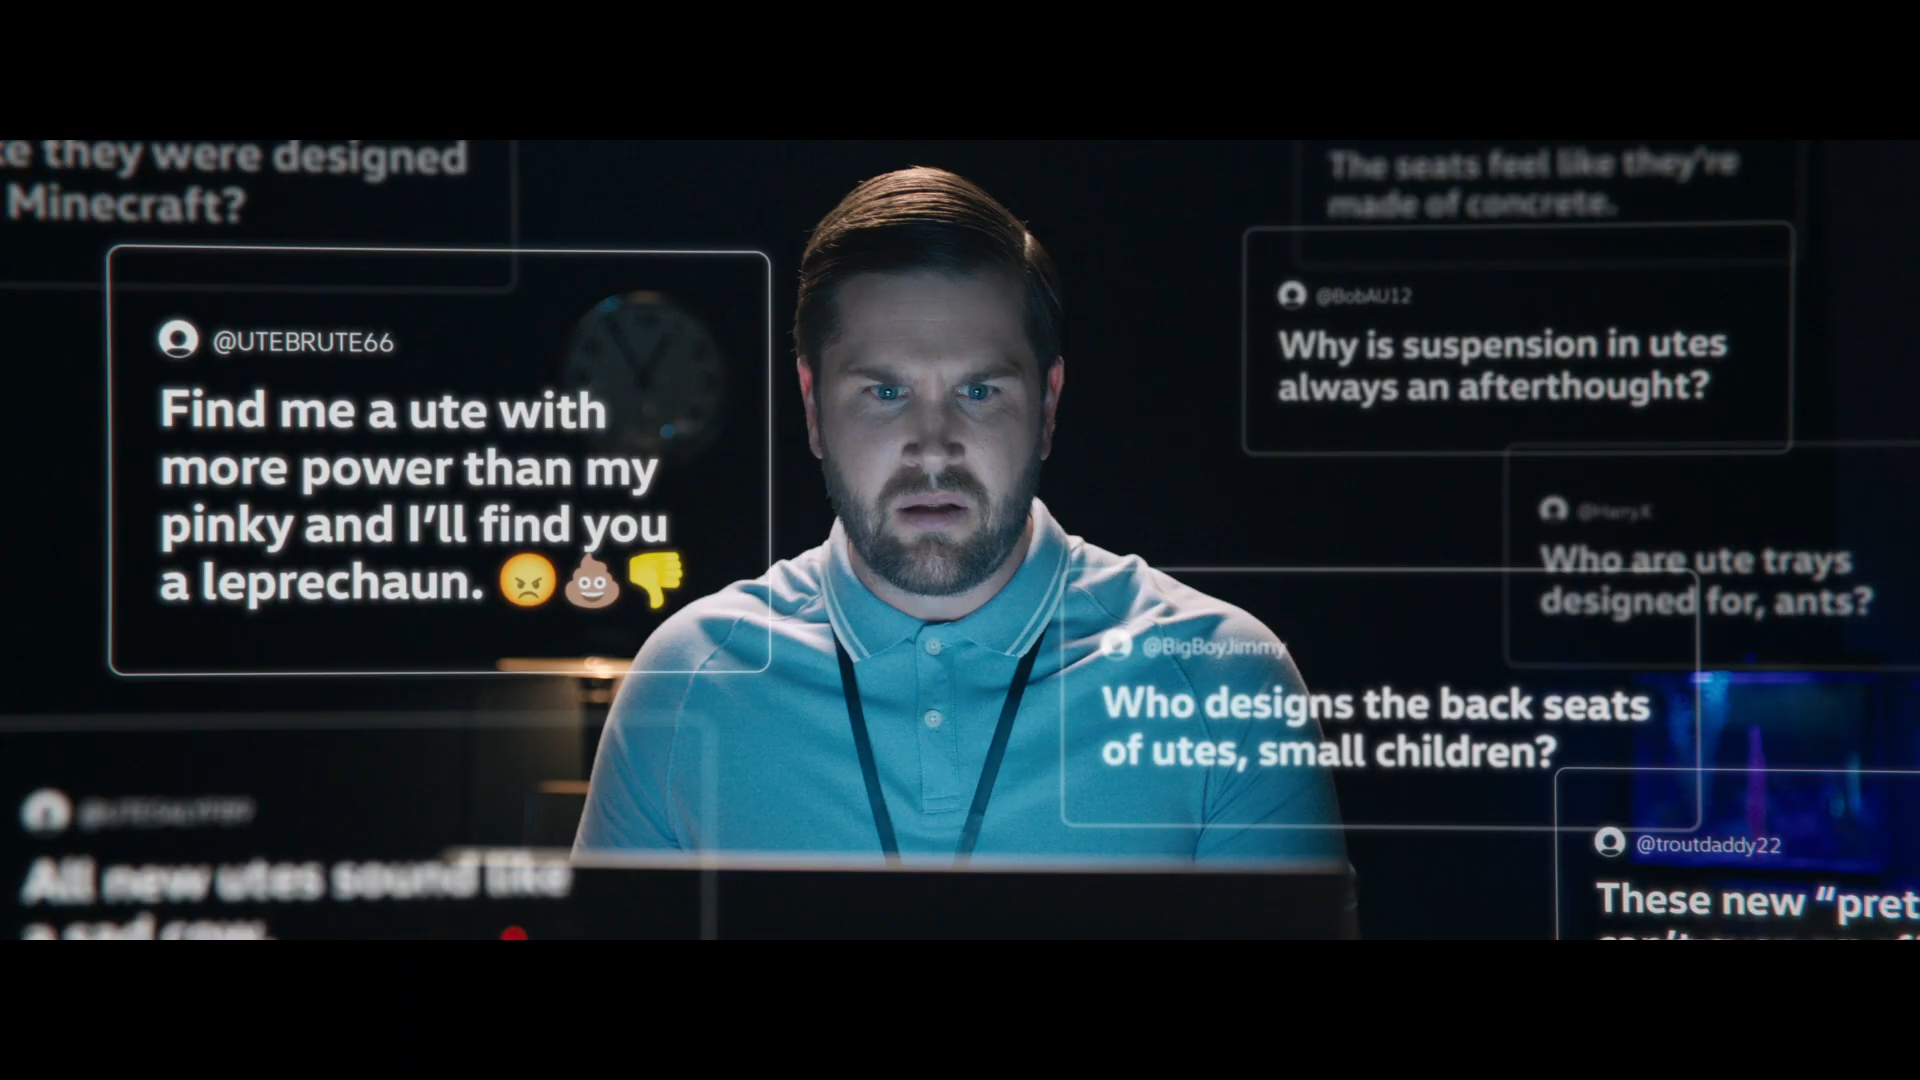 they were designed
Minecraft?
@UTEBRUTE66
Find me a ute with
more power than my
pinky and I’ll find you
a leprechaun. 😠💩👎
All new utes sound like
a sad cow.
The seats feel like they’re
made of concrete.
@BobAU12
Why is suspension in utes
always an afterthought?
@HarryK
Who are ute trays
designed for, ants?
@BigBoyJimmy
Who designs the back seats
of utes, small children?
@troutdaddy22
These new “pret